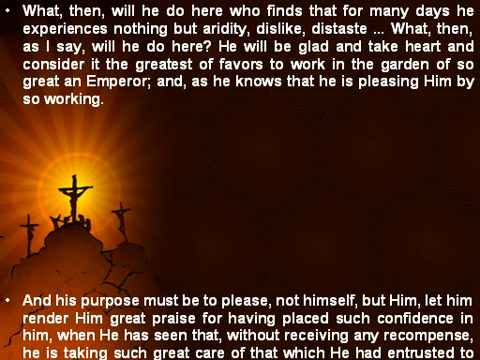 • What, then, will he do here who finds that for many days he
experiences nothing but aridity, dislike, distaste ... What, then,
as I say, will he do here? He will be glad and take heart and
consider it the greatest of favors to work in the garden of so
great an Emperor; and, as he knows that he is pleasing Him by
so working.
• And his purpose must be to please, not himself, but Him, let him
render Him great praise for having placed such confidence in
him, when He has seen that, without receiving any recompense,
he is taking such great care of that which He had entrusted to